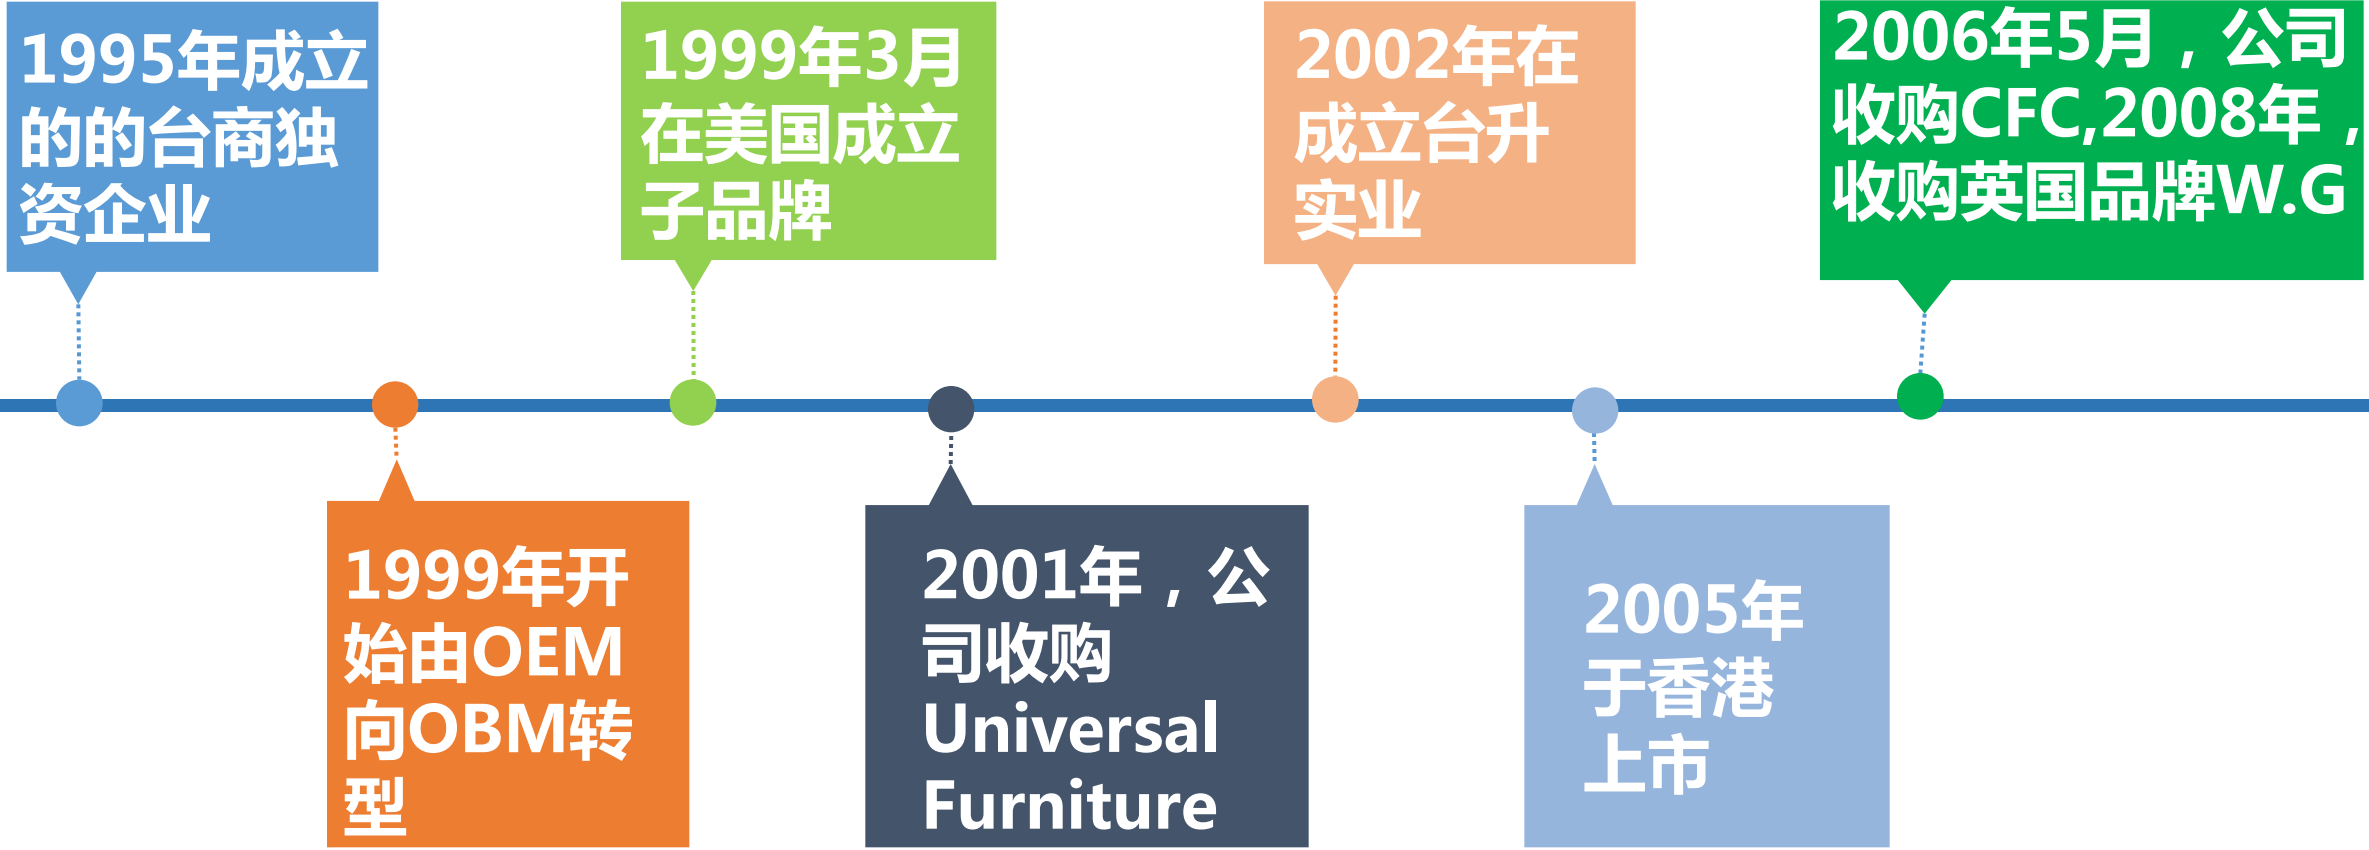 1995年成立
的的台商独
资企业
1999年开
始由OEM
向OBM转
型
1999年3月
在美国成立
子品牌
2001年，公
司收购
Universal
Furniture
2002年在
成立台升
实业
2005年
于香港
上市
2006年5月，公司
收购CFC,2008年，
收购英国品牌W.G